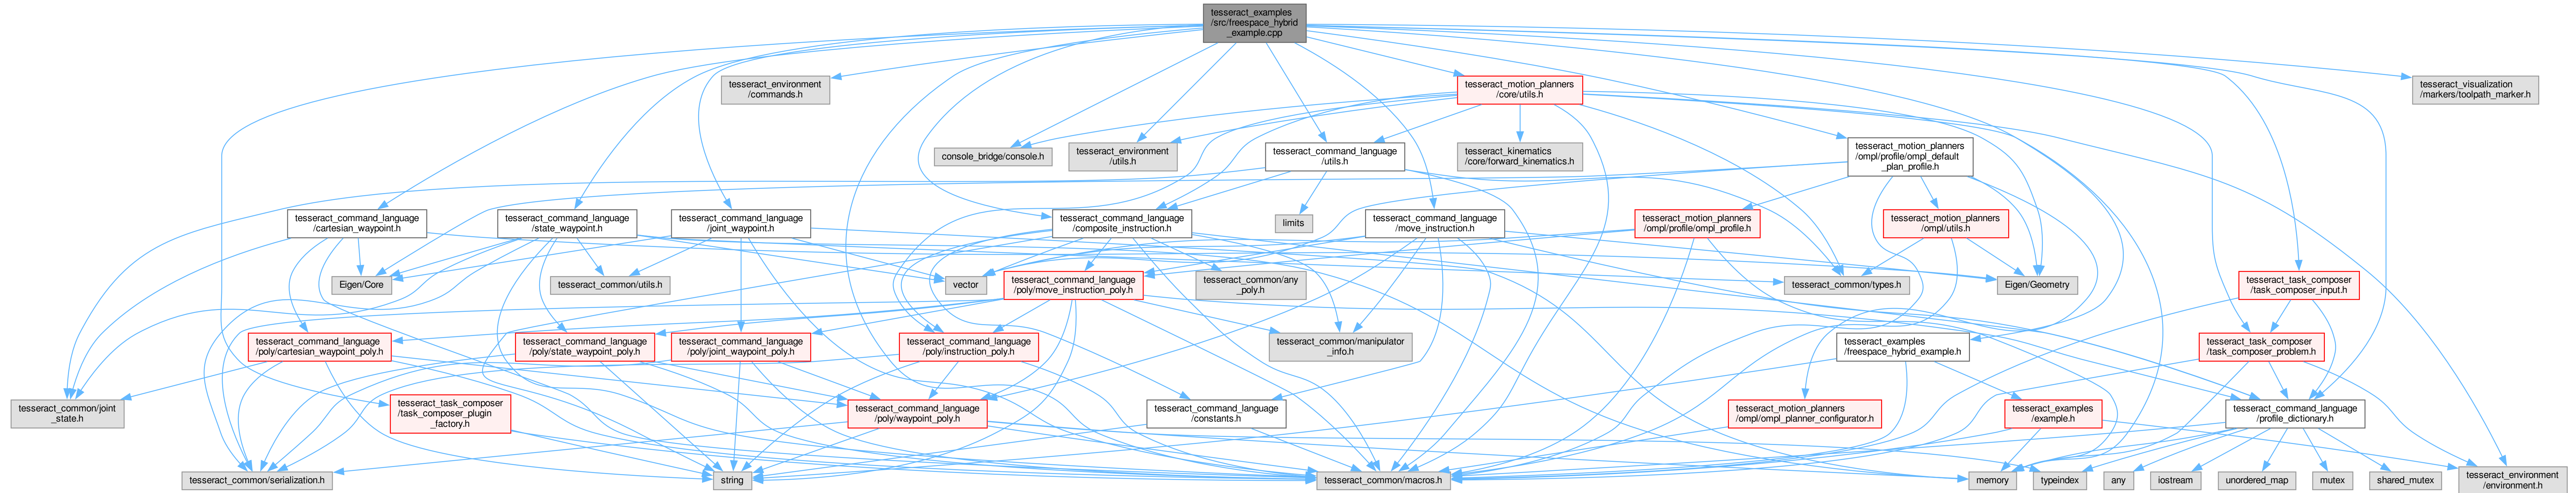 tesseract_examples
/src/freespace_hybrid
_example.cpp
tesseract_environment
/commands.h
tesseract_motion_planners
/core/utils.h
tesseract_visualization
/markers/toolpath_marker.h
console_bridge/console.h
tesseract_environment
/utils.h
tesseract_command_language
/utils.h
tesseract_kinematics
/core/forward_kinematics.h
tesseract_motion_planners
/ompl/profile/ompl_default
_plan_profile.h
tesseract_command_language
/cartesian_waypoint.h
tesseract_command_language
/state_waypoint.h
tesseract_command_language
/joint_waypoint.h
tesseract_command_language
/composite_instruction.h
limits
tesseract_command_language
/move_instruction.h
tesseract_motion_planners
/ompl/profile/ompl_profile.h
tesseract_motion_planners
/ompl/utils.h
Eigen/Core
tesseract_common/utils.h
vector
tesseract_command_language
/poly/move_instruction_poly.h
tesseract_common/any
_poly.h
tesseract_common/types.h
Eigen/Geometry
tesseract_task_composer
/task_composer_input.h
tesseract_command_language
/poly/cartesian_waypoint_poly.h
tesseract_command_language
/poly/state_waypoint_poly.h
tesseract_command_language
/poly/joint_waypoint_poly.h
tesseract_command_language
/poly/instruction_poly.h
tesseract_common/manipulator
_info.h
tesseract_examples
/freespace_hybrid_example.h
tesseract_task_composer
/task_composer_problem.h
tesseract_common/joint
_state.h
tesseract_task_composer
/task_composer_plugin
_factory.h
tesseract_command_language
/poly/waypoint_poly.h
tesseract_command_language
/constants.h
tesseract_motion_planners
/ompl/ompl_planner_configurator.h
tesseract_examples
/example.h
tesseract_command_language
/profile_dictionary.h
tesseract_common/serialization.h
string
tesseract_common/macros.h
memory
typeindex
any
iostream
unordered_map
mutex
shared_mutex
tesseract_environment
/environment.h